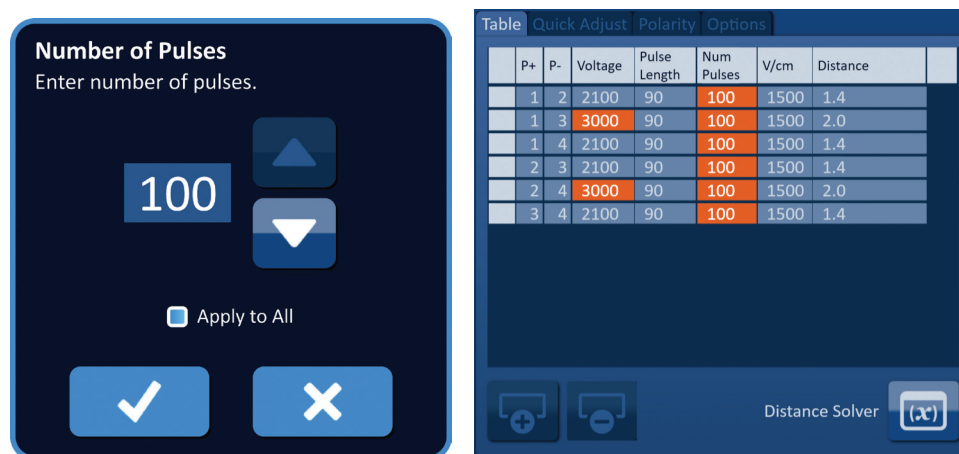 Number of Pulses
Enter number of pulses.
100
Apply to All
Table Quick Adjust Polarity Options
P+ P- Voltage Pulse Length Num Pulses V/cm Distance
1 2 2100 90 100 1500 1.4
1 3 3000 90 100 1500 2.0
1 4 2100 90 100 1500 1.4
2 3 2100 90 100 1500 1.4
2 4 3000 90 100 1500 2.0
3 4 2100 90 100 1500 1.4
Distance Solver (x)